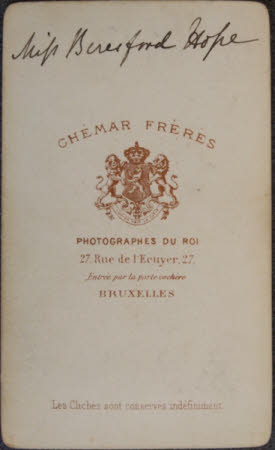 Miss Beresford Hope
CHÉMAR FRÈRES
PHOTOGRAPHES DU ROI
27. Rue de l'Ecuyer. 27.
Entrée par la porte cochère
BRUXELLES
Les Clichés sont conservés indéfiniment.